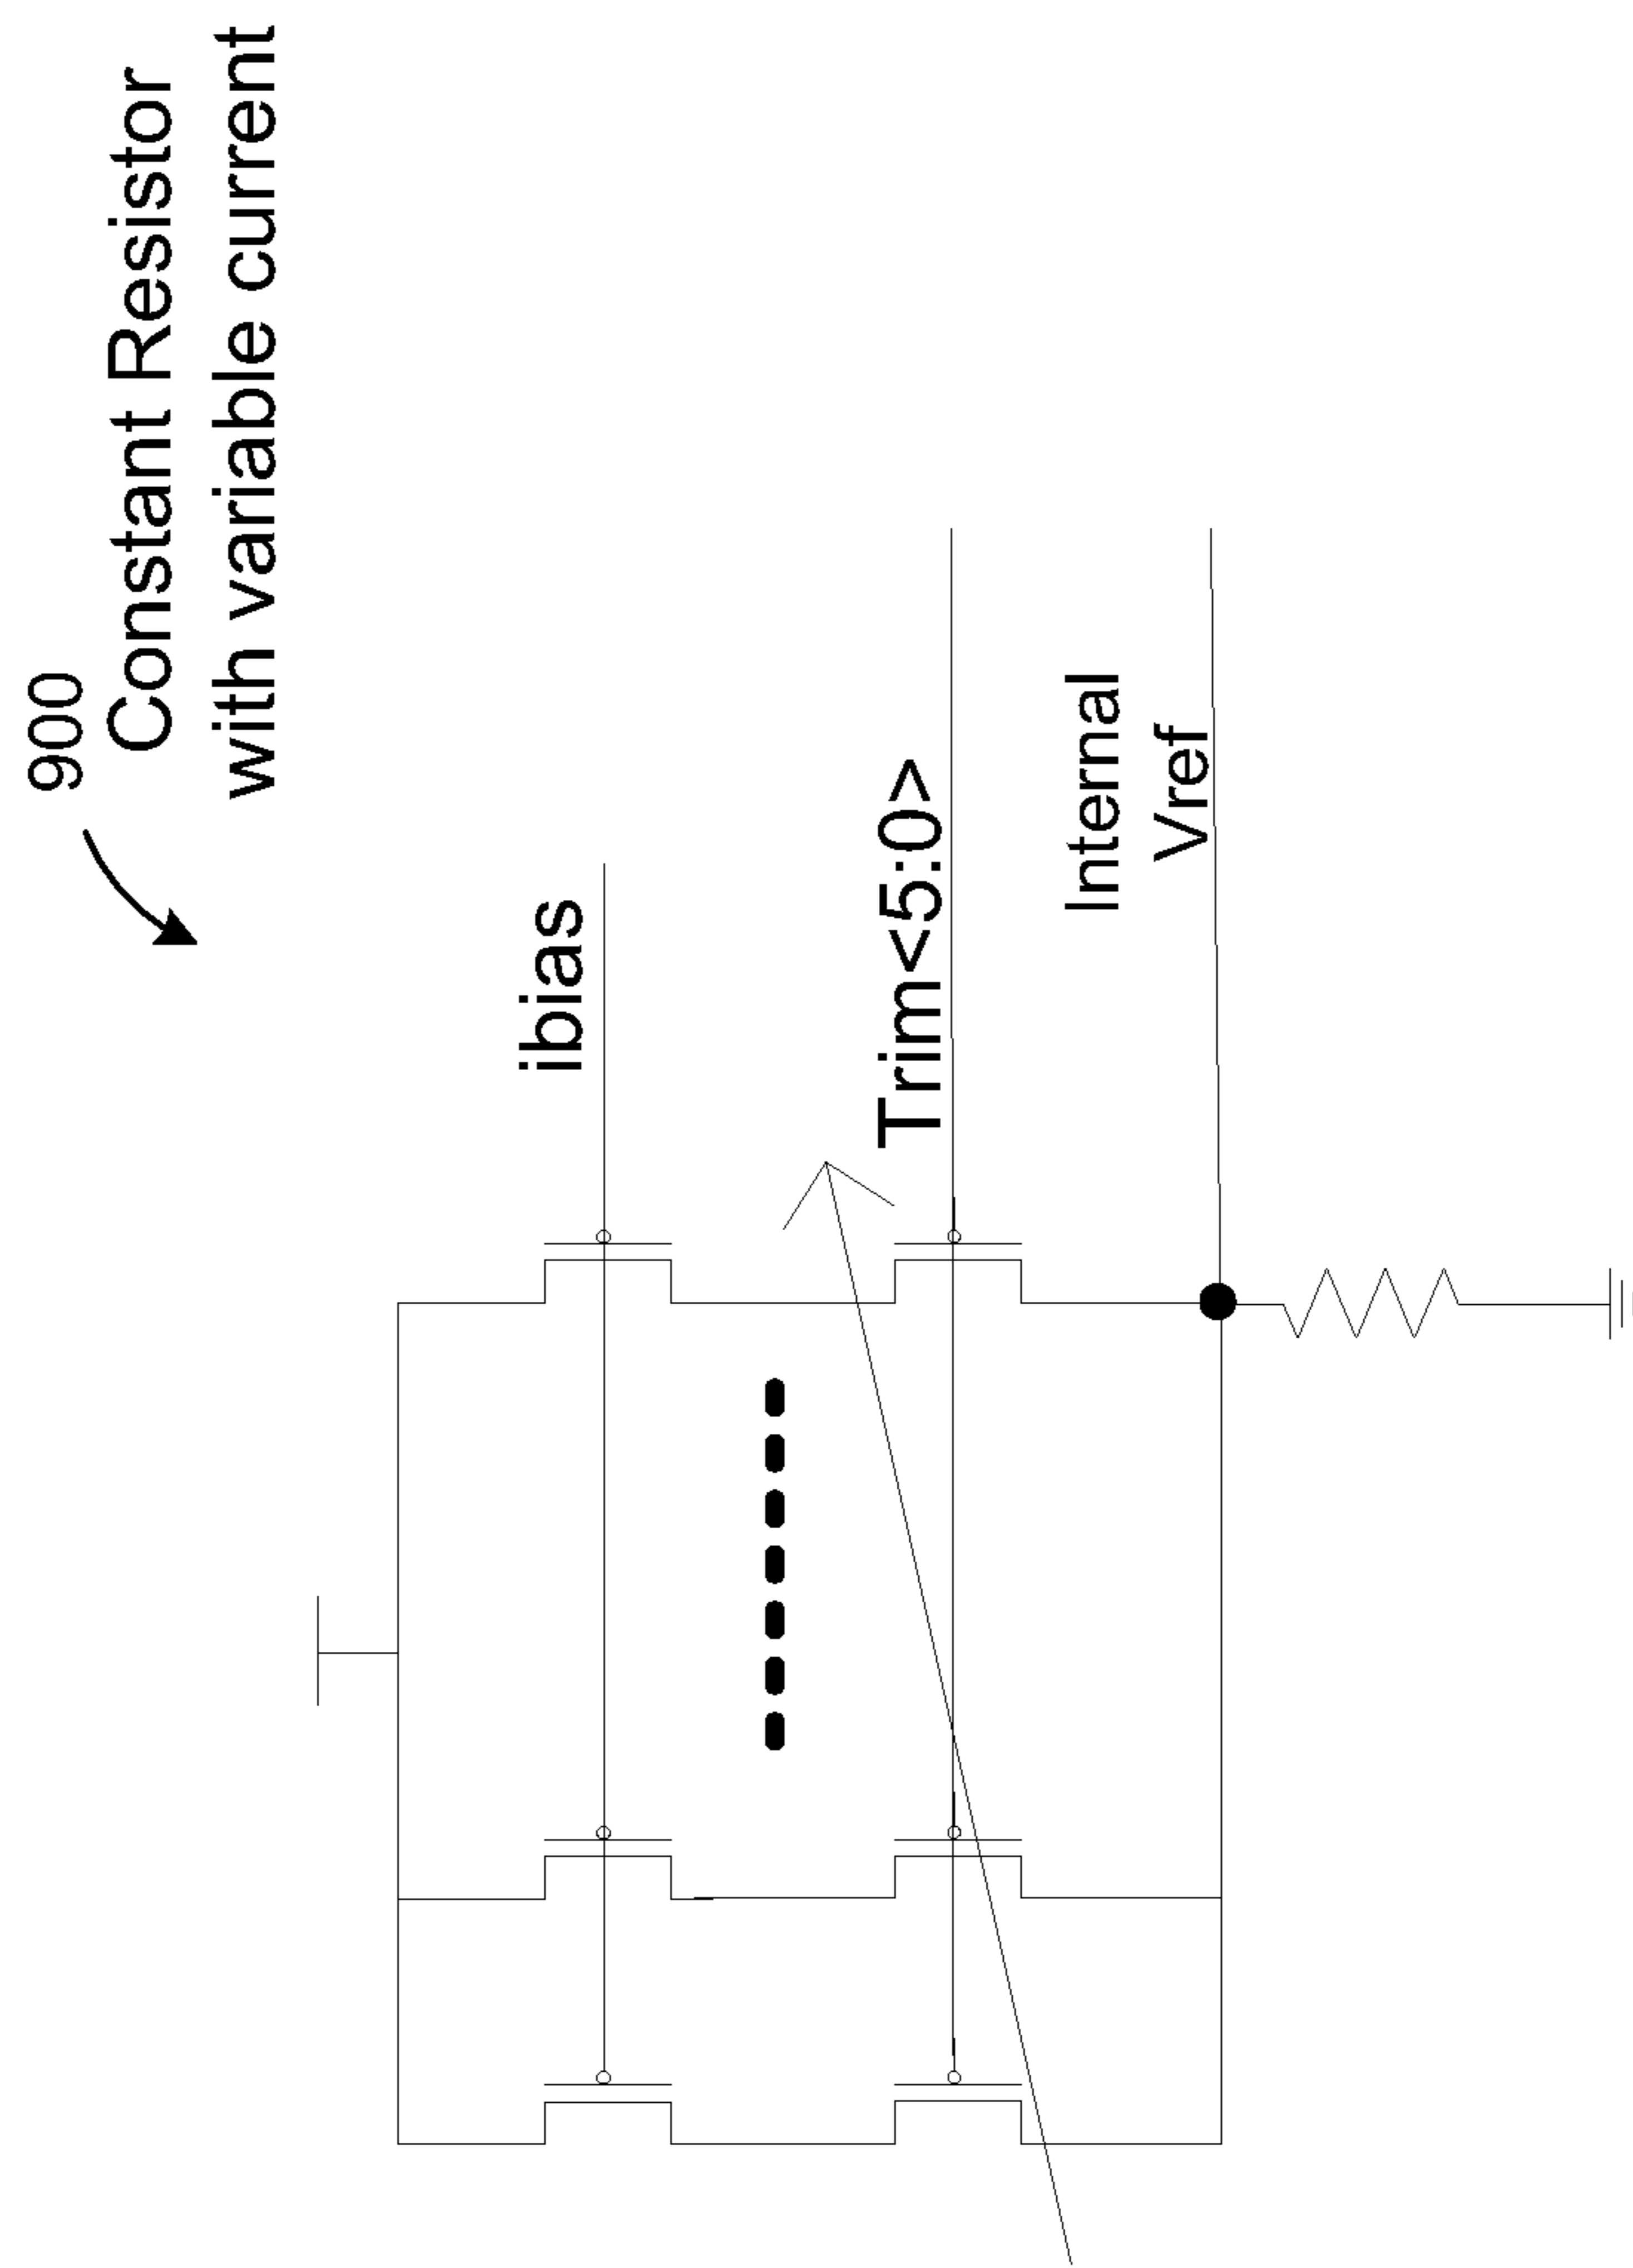 900
Constant Resistor
with variable current
ibias
Trim<5:0>
Internal
Vref